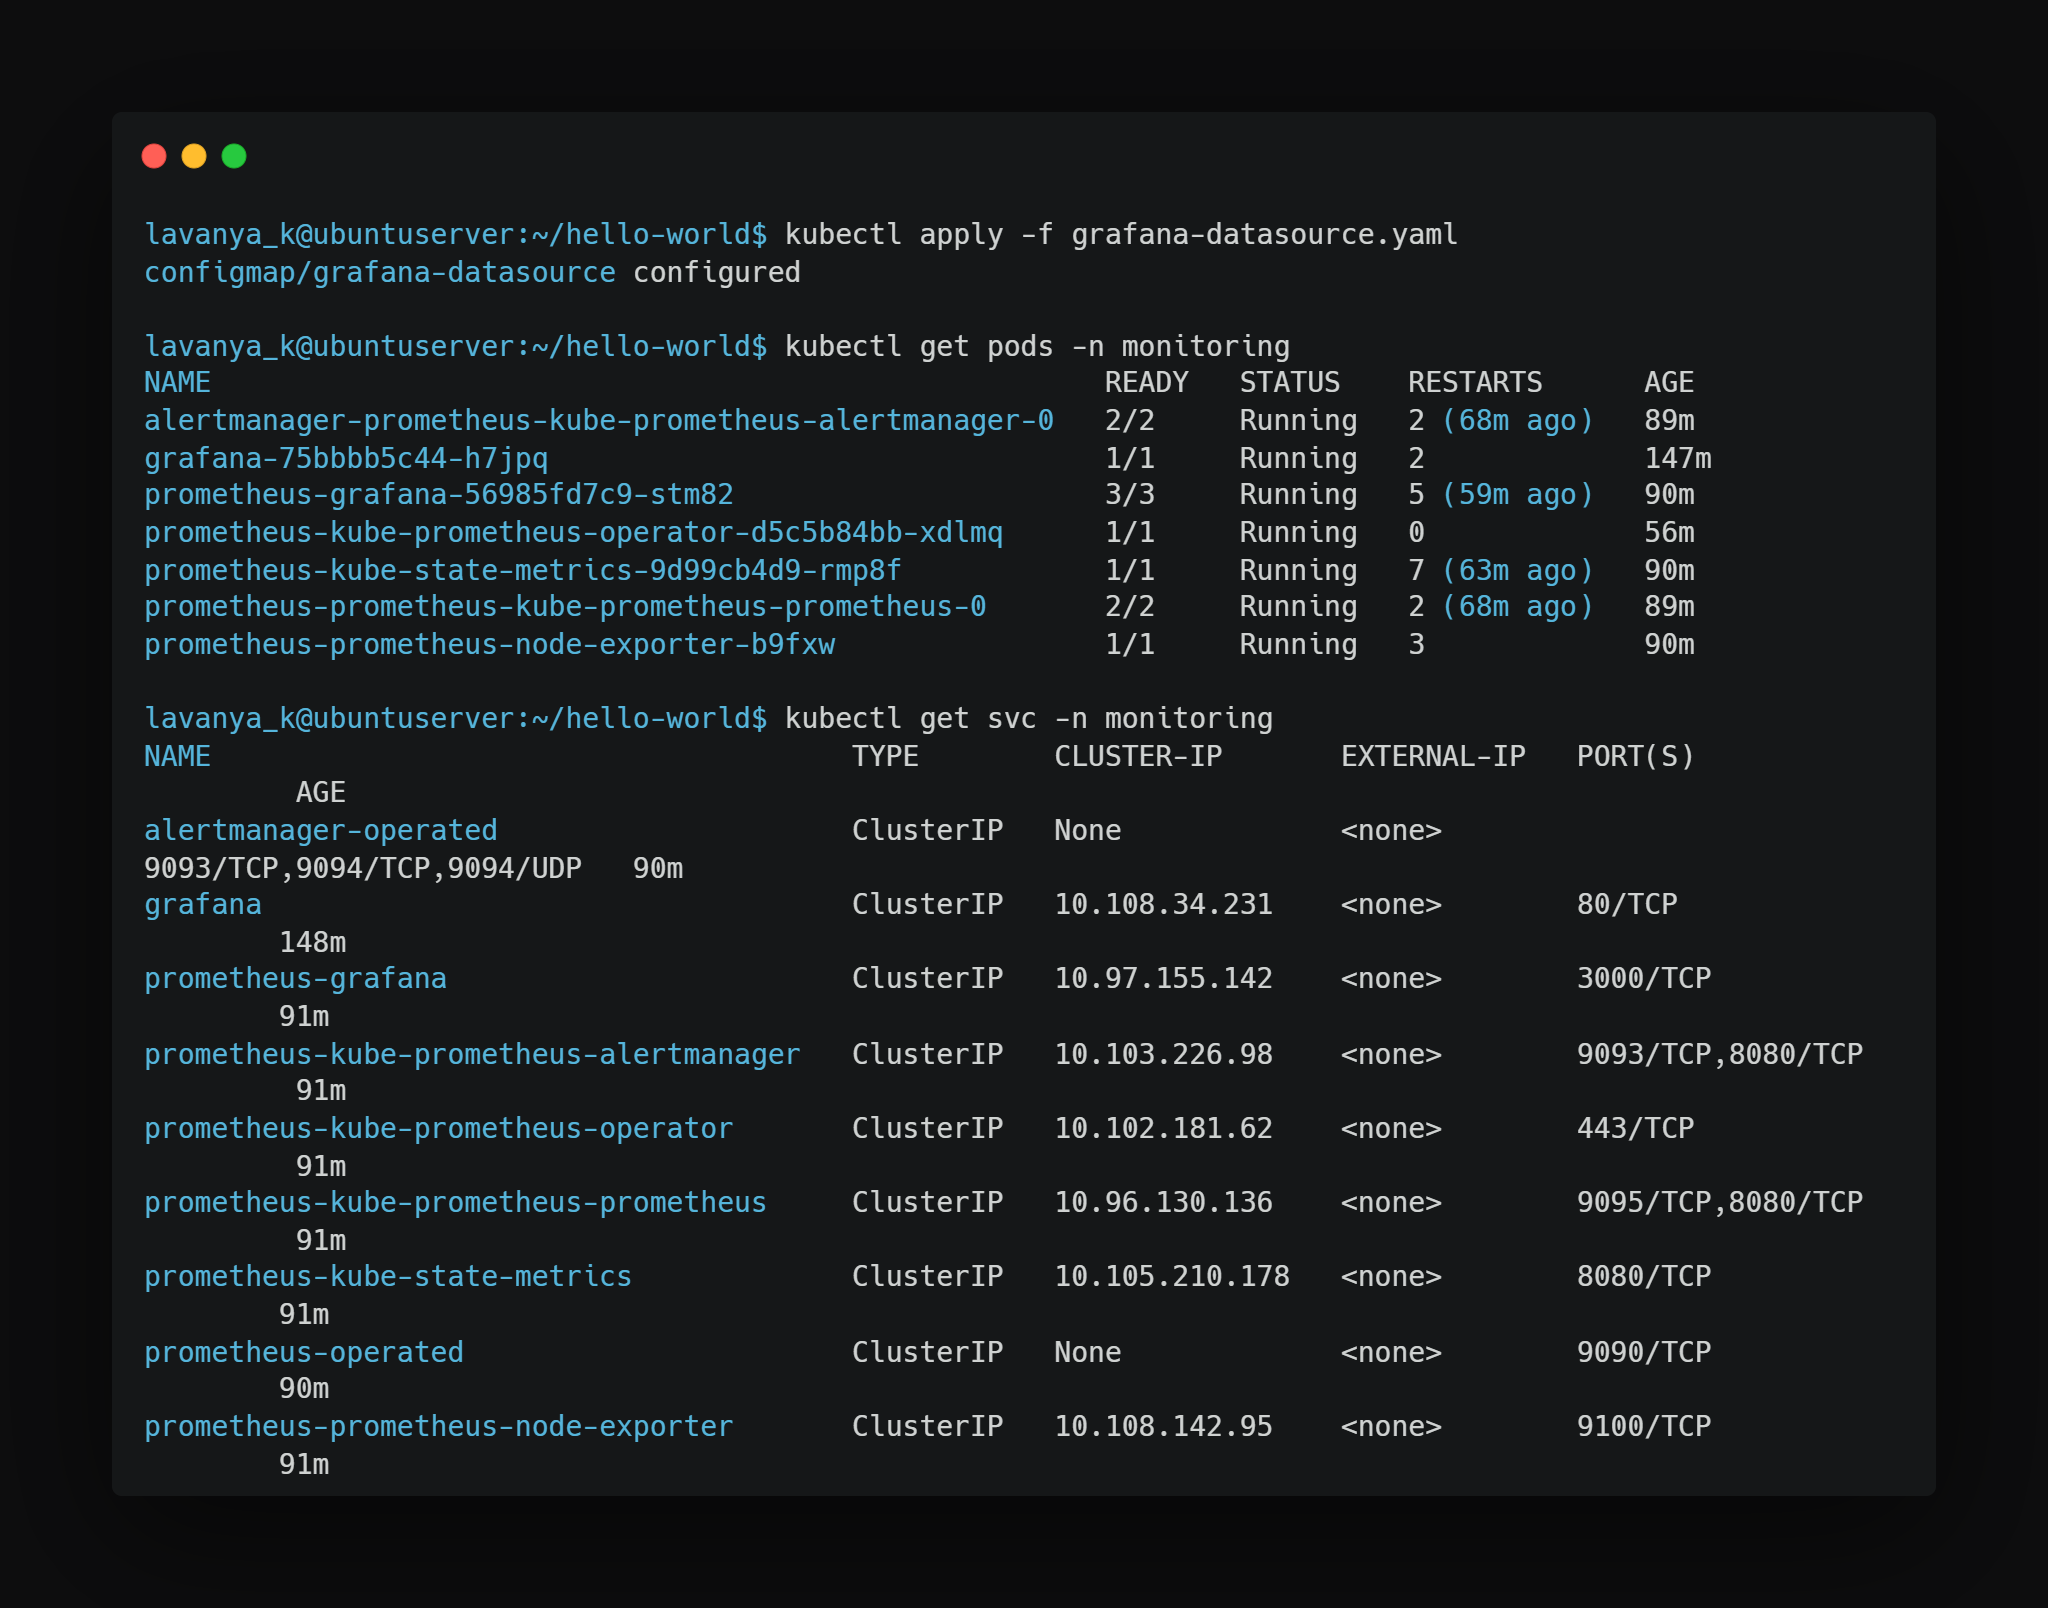 lavanya_k@ubuntuserver:~/hello-world$ kubectl apply -f grafana-datasource.yaml
configmap/grafana-datasource configured
lavanya_k@ubuntuserver:~/hello-world$ kubectl get pods -n monitoring
NAME                                                     READY   STATUS    RESTARTS      AGE
alertmanager-prometheus-kube-prometheus-alertmanager-0   2/2     Running   2 (68m ago)   89m
grafana-75bbbb5c44-h7jpq                                 1/1     Running   2             147m
prometheus-grafana-56985fd7c9-stm82                      3/3     Running   5 (59m ago)   90m
prometheus-kube-prometheus-operator-d5c5b84bb-xdlmq      1/1     Running   0             56m
prometheus-kube-state-metrics-9d99cb4d9-rmp8f            1/1     Running   7 (63m ago)   90m
prometheus-prometheus-kube-prometheus-prometheus-0       2/2     Running   2 (68m ago)   89m
prometheus-prometheus-node-exporter-b9fxw                1/1     Running   3             90m
lavanya_k@ubuntuserver:~/hello-world$ kubectl get svc -n monitoring
NAME                                      TYPE        CLUSTER-IP       EXTERNAL-IP   PORT(S)
         AGE
alertmanager-operated                     ClusterIP   None             <none>
9093/TCP,9094/TCP,9094/UDP   90m
grafana                                   ClusterIP   10.108.34.231    <none>        80/TCP
        148m
prometheus-grafana                        ClusterIP   10.97.155.142    <none>        3000/TCP
        91m
prometheus-kube-prometheus-alertmanager   ClusterIP   10.103.226.98    <none>        9093/TCP,8080/TCP
         91m
prometheus-kube-prometheus-operator       ClusterIP   10.102.181.62    <none>        443/TCP
         91m
prometheus-kube-prometheus-prometheus     ClusterIP   10.96.130.136    <none>        9095/TCP,8080/TCP
         91m
prometheus-kube-state-metrics             ClusterIP   10.105.210.178   <none>        8080/TCP
        91m
prometheus-operated                       ClusterIP   None             <none>        9090/TCP
        90m
prometheus-prometheus-node-exporter       ClusterIP   10.108.142.95    <none>        9100/TCP
        91m